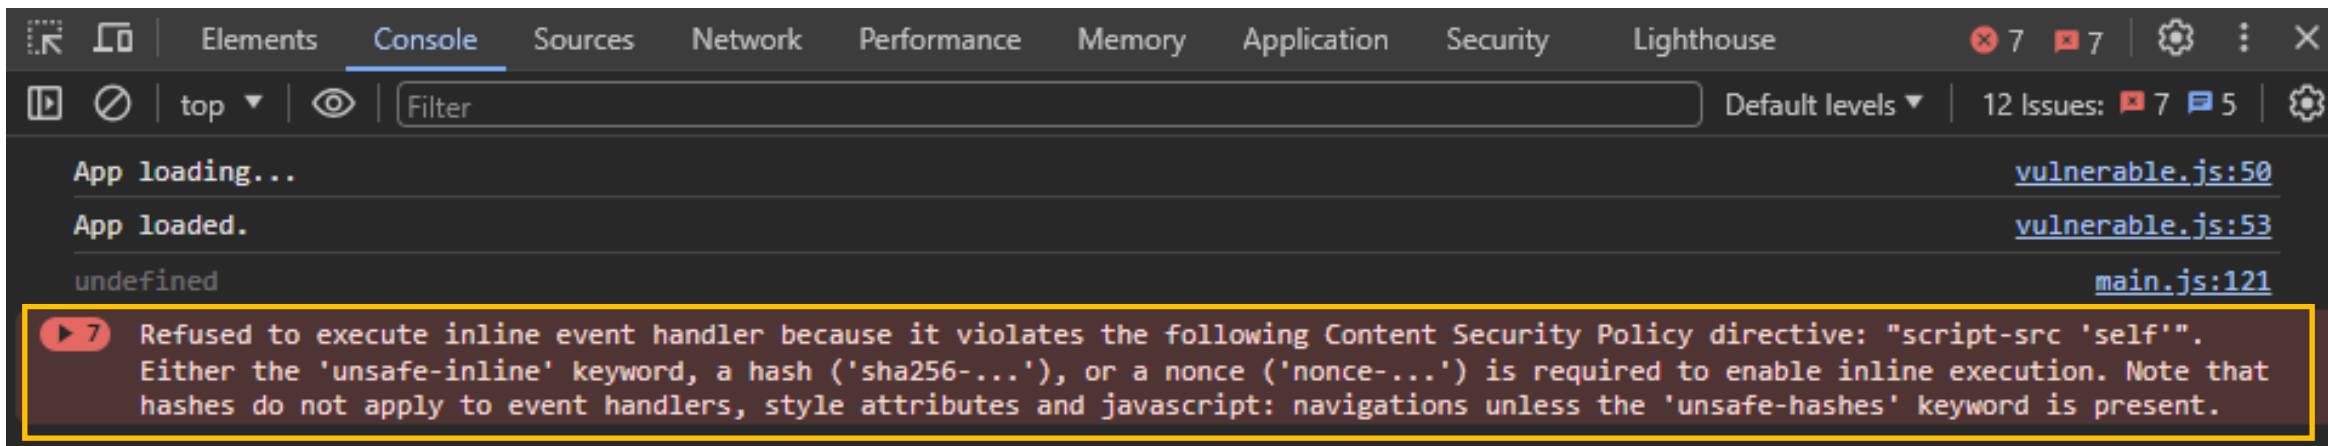 Elements Console Sources Network Performance Memory Application Security Lighthouse 7 7
top Filter Default levels 12 Issues: 7 5
App loading... vulnerable.js:50
App loaded. vulnerable.js:53
undefined main.js:121
7 Refused to execute inline event handler because it violates the following Content Security Policy directive: "script-src 'self'".
Either the 'unsafe-inline' keyword, a hash ('sha256-...'), or a nonce ('nonce-...') is required to enable inline execution. Note that
hashes do not apply to event handlers, style attributes and javascript: navigations unless the 'unsafe-hashes' keyword is present.